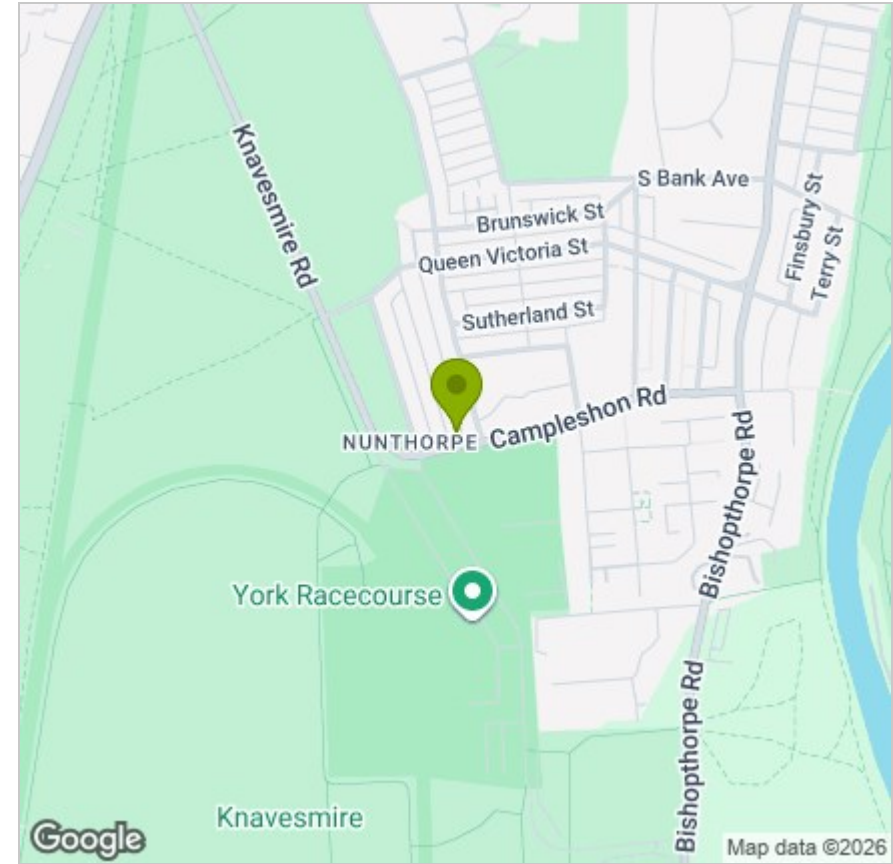 Knavesmire Rd
S Bank Ave
Brunswick St
Finsbury St
Queen Victoria St
Terry St
Sutherland St
Campleshon Rd
NUNTHORPE
Bishopthorpe Rd
York Racecourse
Bishopthorpe Rd
Knavesmire
Google
Map data ©2026